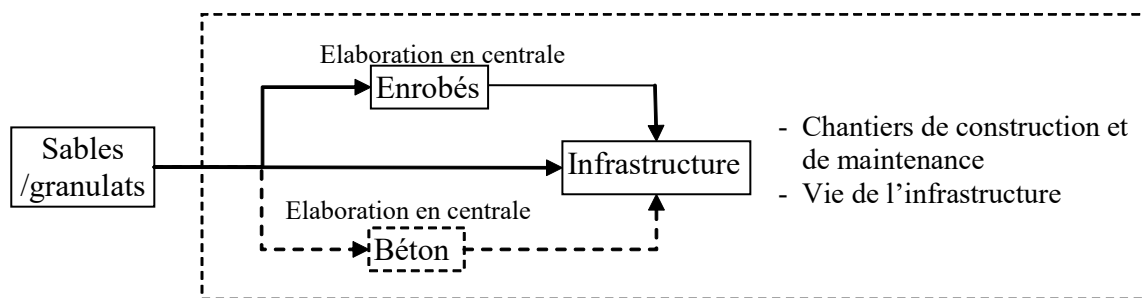 Elaboration en centrale
Enrobés
Sables
/granulats
Infrastructure
- Chantiers de construction et
de maintenance
- Vie de l’infrastructure
Elaboration en centrale
Béton